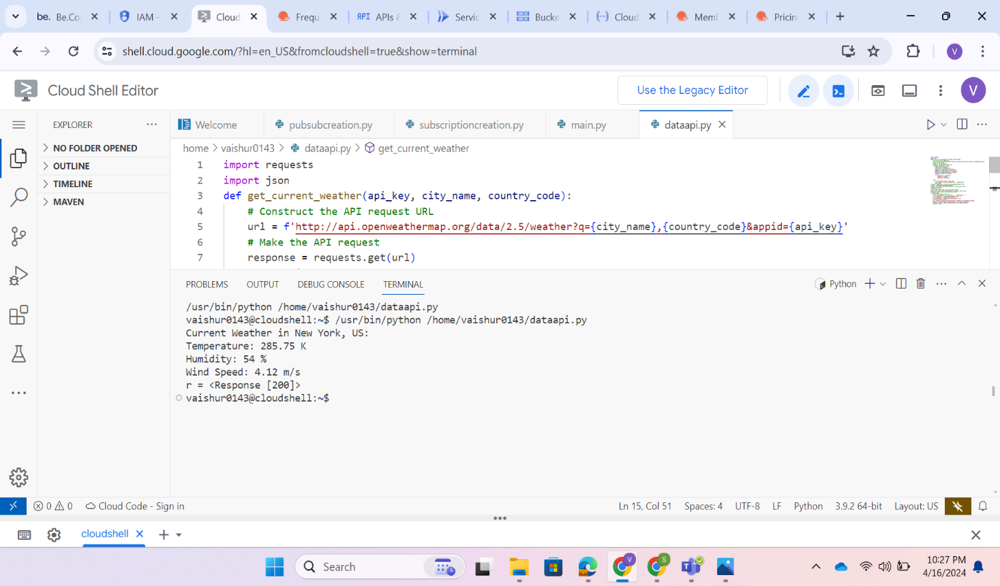 be. Be.Co
IAM -
Cloud
Frequ
API APIs &
Servic
Bucke
Cloud
Memb
Pricin
shell.cloud.google.com/?hl=en_US&fromcloudshell=true&show=terminal
V
Cloud Shell Editor
Use the Legacy Editor
V
EXPLORER
NO FOLDER OPENED
OUTLINE
TIMELINE
MAVEN
Welcome
pubsubcreation.py
subscriptioncreation.py
main.py
dataapi.py
home > vaishur0143 > dataapi.py > get_current_weather
1 import requests
2 import json
3 def get_current_weather(api_key, city_name, country_code):
4 # Construct the API request URL
5 url = f'http://api.openweathermap.org/data/2.5/weather?q={city_name},{country_code}&appid={api_key}'
6 # Make the API request
7 response = requests.get(url)
PROBLEMS OUTPUT DEBUG CONSOLE TERMINAL
Python
/usr/bin/python /home/vaishur0143/dataapi.py
vaishur0143@cloudshell:~$ /usr/bin/python /home/vaishur0143/dataapi.py
Current Weather in New York, US:
Temperature: 285.75 K
Humidity: 54 %
Wind Speed: 4.12 m/s
r = <Response [200]>
vaishur0143@cloudshell:~$
0 0 Cloud Code - Sign in
Ln 15, Col 51 Spaces: 4 UTF-8 LF Python 3.9.2 64-bit Layout: US
cloudshell
Search
V
S
10:27 PM
4/16/2024